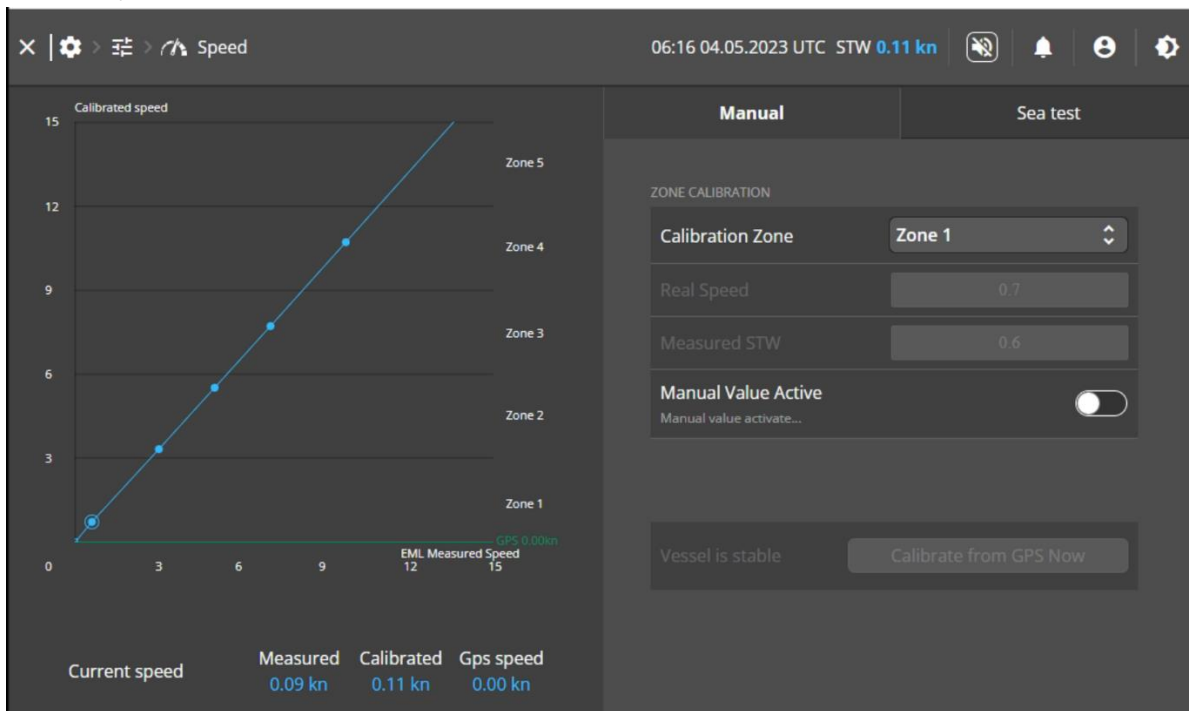 Speed
06:16 04.05.2023 UTC STW 0.11 kn
Calibrated speed
15
12
9
6
3
Zone 5
Zone 4
Zone 3
Zone 2
Zone 1
GPS 0.00kn
EML Measured Speed
0 3 6 9 12 15
Current speed
Measured Calibrated Gps speed
0.09 kn 0.11 kn 0.00 kn
Manual Sea test
ZONE CALIBRATION
Calibration Zone Zone 1
Real Speed 0.7
Measured STW 0.6
Manual Value Active
Manual value activate...
Vessel is stable Calibrate from GPS Now